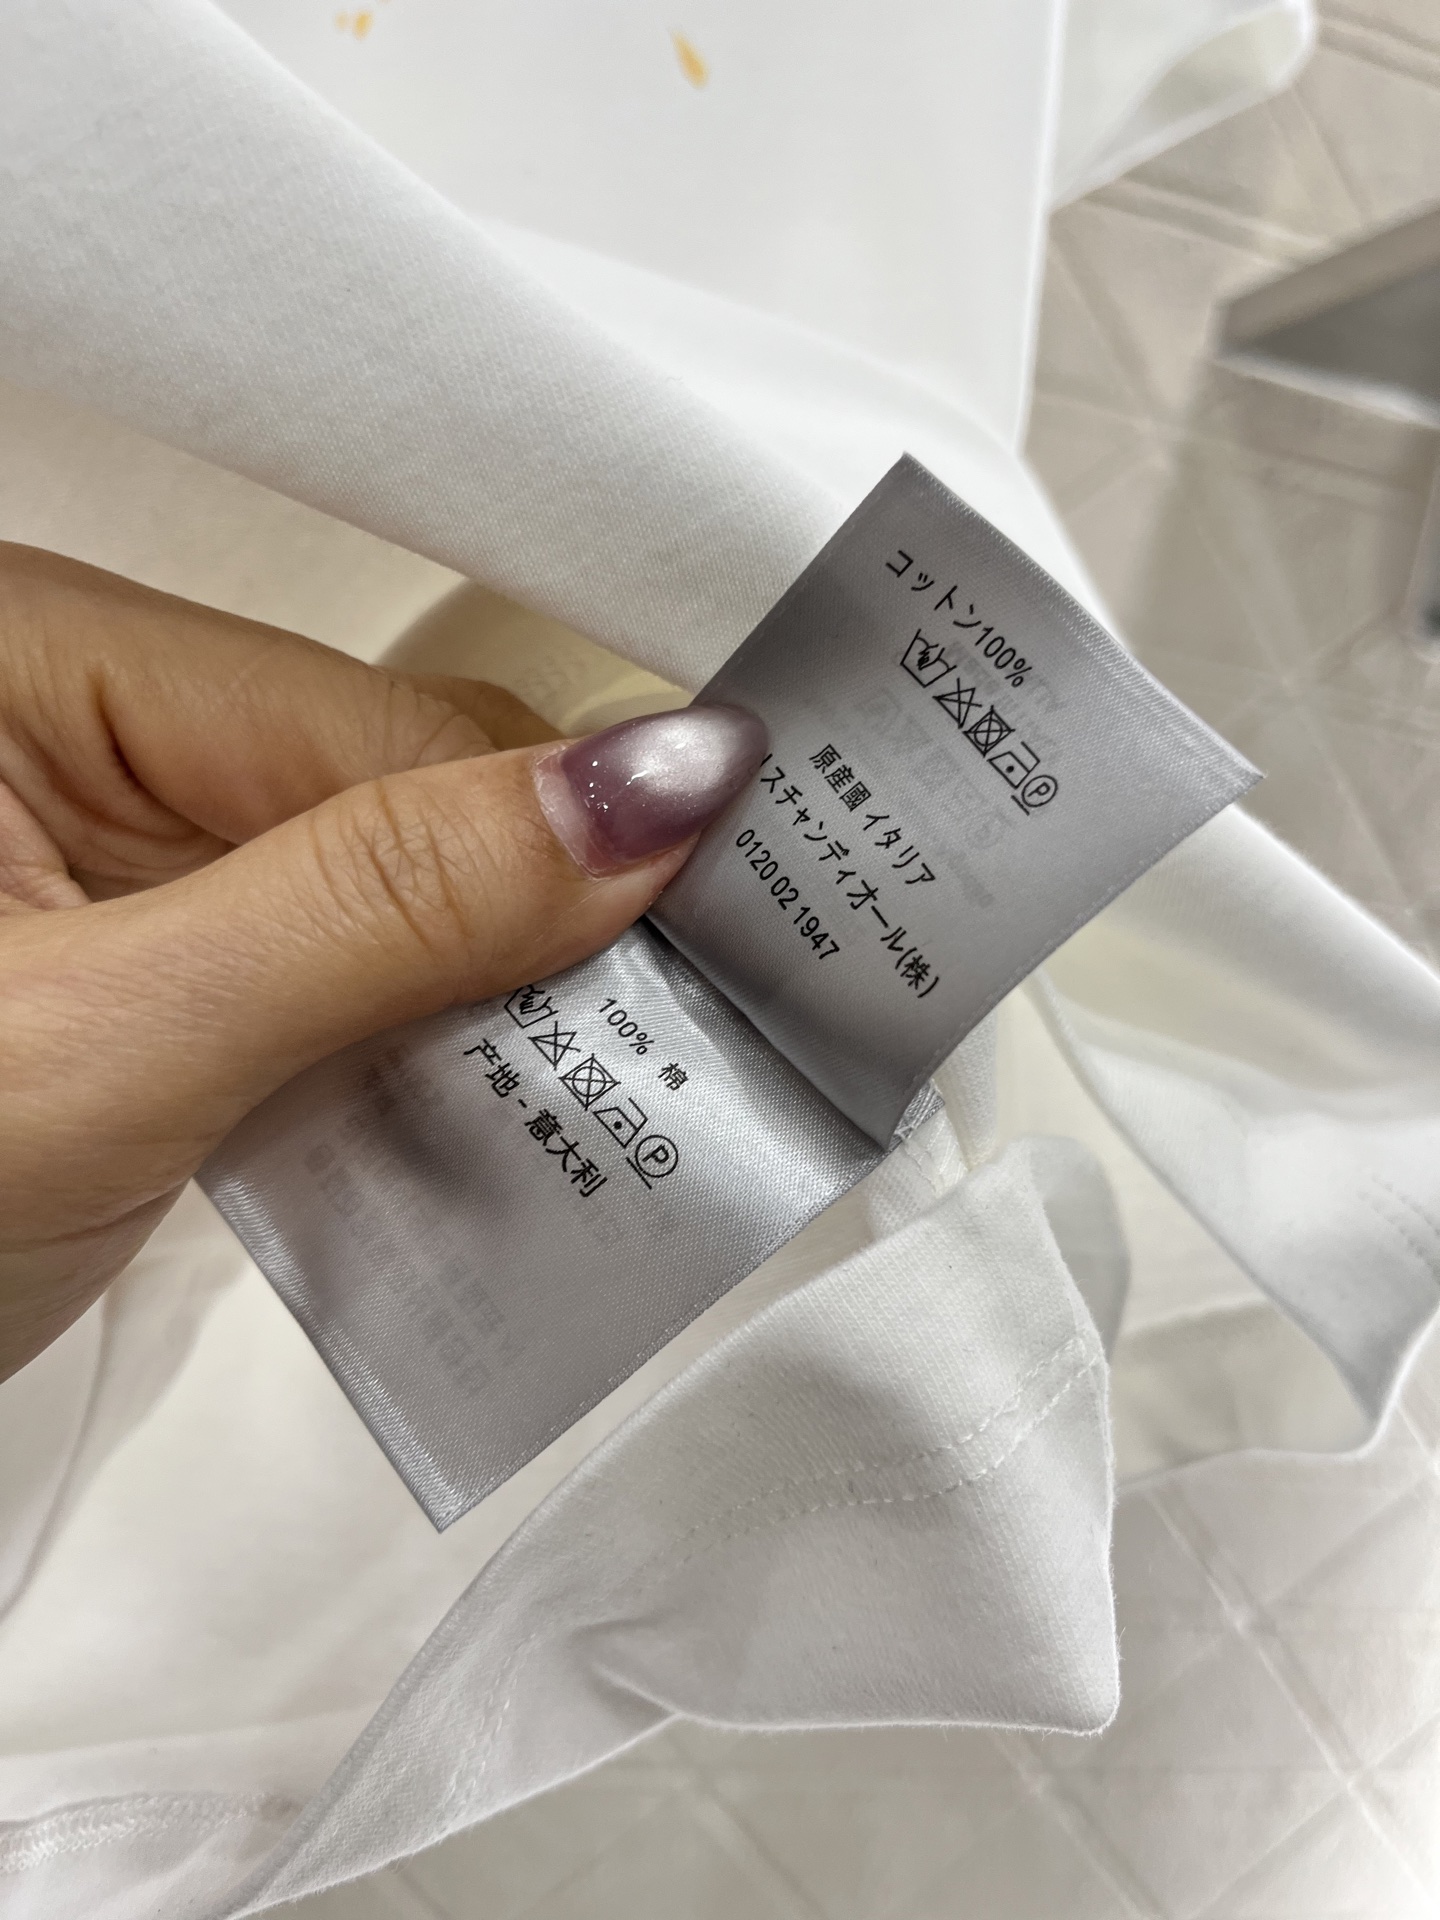 コットン100%
P
原産國 イタリア
リスチャンディオール(株)
0120 02 1947
100% 棉
P
产地 - 意大利